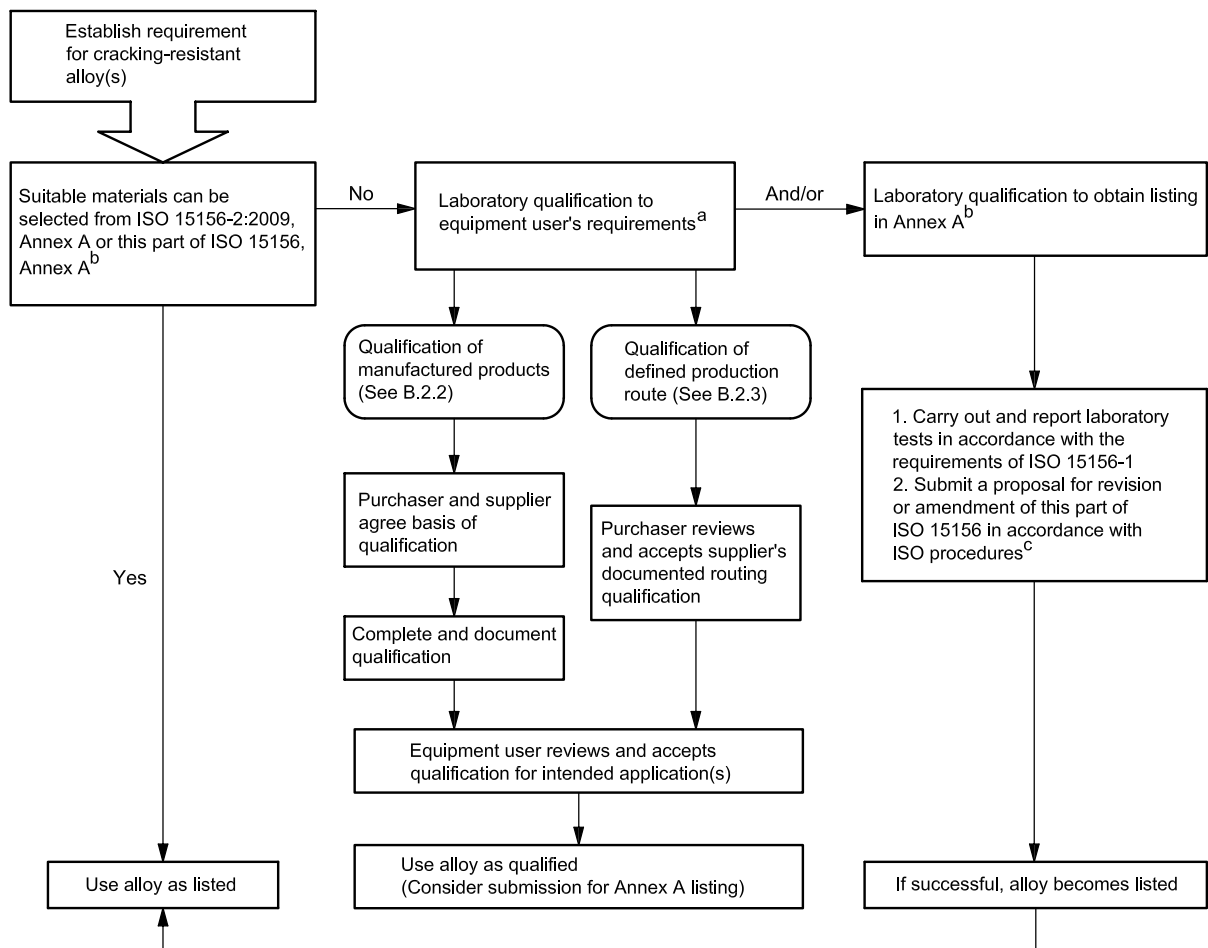 Establish requirement
for cracking-resistant
alloy(s)
Suitable materials can be
selected from ISO 15156-2:2009,
Annex A or this part of ISO 15156,
Annex Ab
No
Laboratory qualification to
equipment user's requirementsa
And/or
Laboratory qualification to obtain listing
in Annex Ab
Qualification of
manufactured products
(See B.2.2)
Qualification of
defined production
route (See B.2.3)
1. Carry out and report laboratory
tests in accordance with the
requirements of ISO 15156-1
2. Submit a proposal for revision
or amendment of this part of
ISO 15156 in accordance with
ISO proceduresc
Purchaser and supplier
agree basis of
qualification
Purchaser reviews
and accepts supplier's
documented routing
qualification
Yes
Complete and document
qualification
Equipment user reviews and accepts
qualification for intended application(s)
Use alloy as listed
Use alloy as qualified
(Consider submission for Annex A listing)
If successful, alloy becomes listed